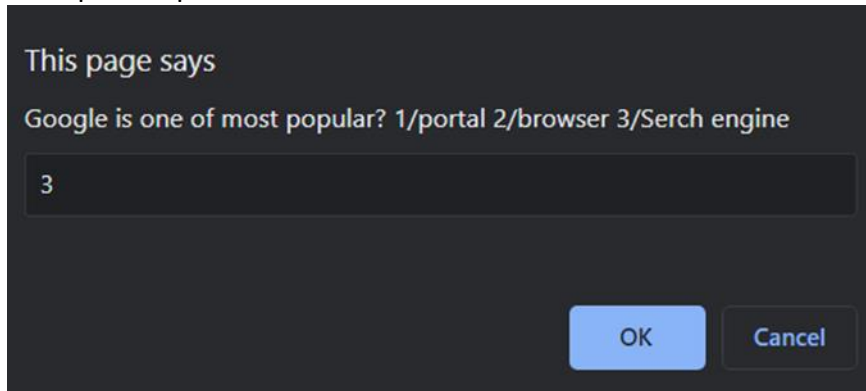 This page says
Google is one of most popular? 1/portal 2/browser 3/Serch engine
3
OK Cancel